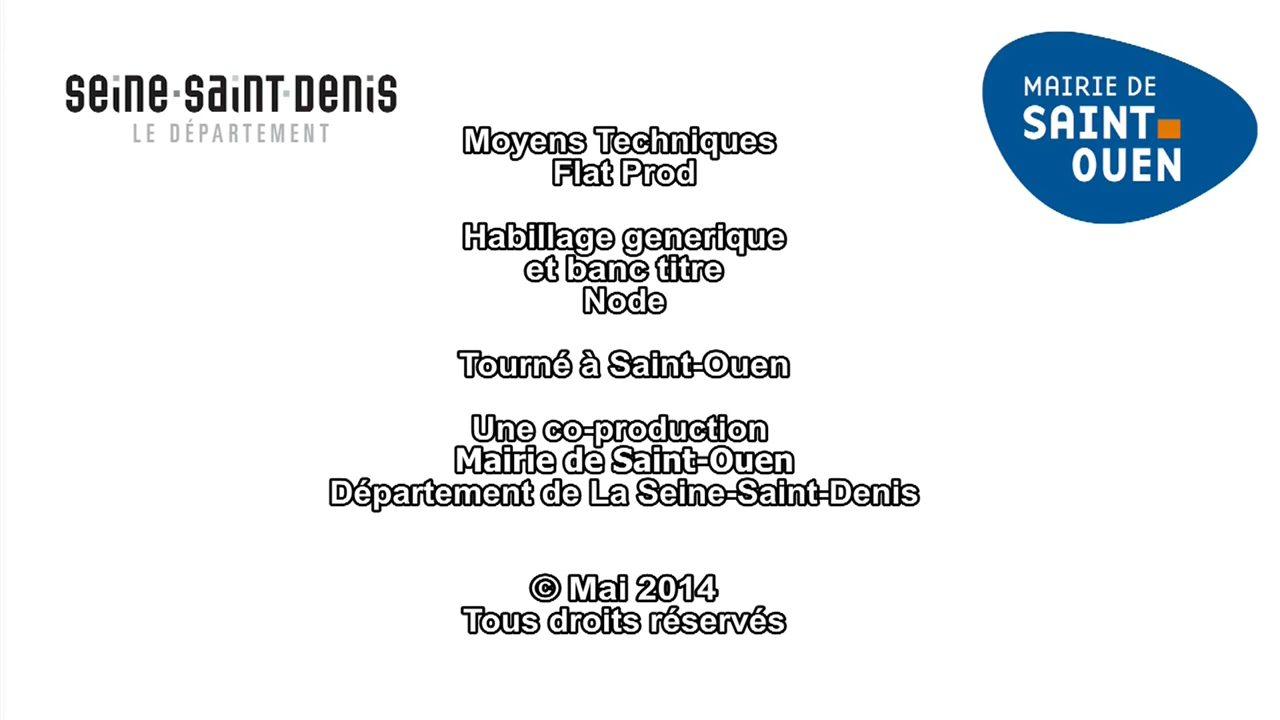 SEINE-SAINT-DENIS
LE DÉPARTEMENT
MAIRIE DE
SAINT
OUEN
Moyens Techniques
Flat Prod
Habillage generique
et banc titre
Node
Tourné à Saint-Ouen
Une co-production
Mairie de Saint-Ouen
Département de La Seine-Saint-Denis
© Mai 2014
Tous droits réservés